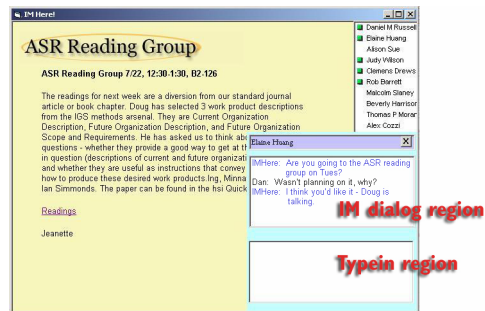 IM Here!
ASR Reading Group
ASR Reading Group 7/22, 12:30-1:30, B2-126
The readings for next week are a diversion from our standard journal
article or book chapter. Doug has selected 3 work product descriptions
from the IGS methods arsenal. They are Current Organization
Description, Future Organization Description, and Future Organization
Scope and Requirements. He has asked us to think abou
questions - whether they provide a good way to get at th
in question (descriptions of current and future organizati
and whether they are useful as instructions that convey
how to produce these desired work products.Ing, Minna
Ian Simmonds. The paper can be found in the hsi Quick
Readings
Jeanette
Daniel M Russell
Elaine Huang
Alison Sue
Judy Wilson
Clemens Drews
Rob Barrett
Malcolm Slaney
Beverly Harrisor
Thomas P Moran
Alex Cozzi
Elaine Huang
X
IMHere: Are you going to the ASR reading
group on Tues?
Dan: Wasn't planning on it, why?
IMHere: I think you'd like it - Doug is
talking.
IM dialog region
Typein region